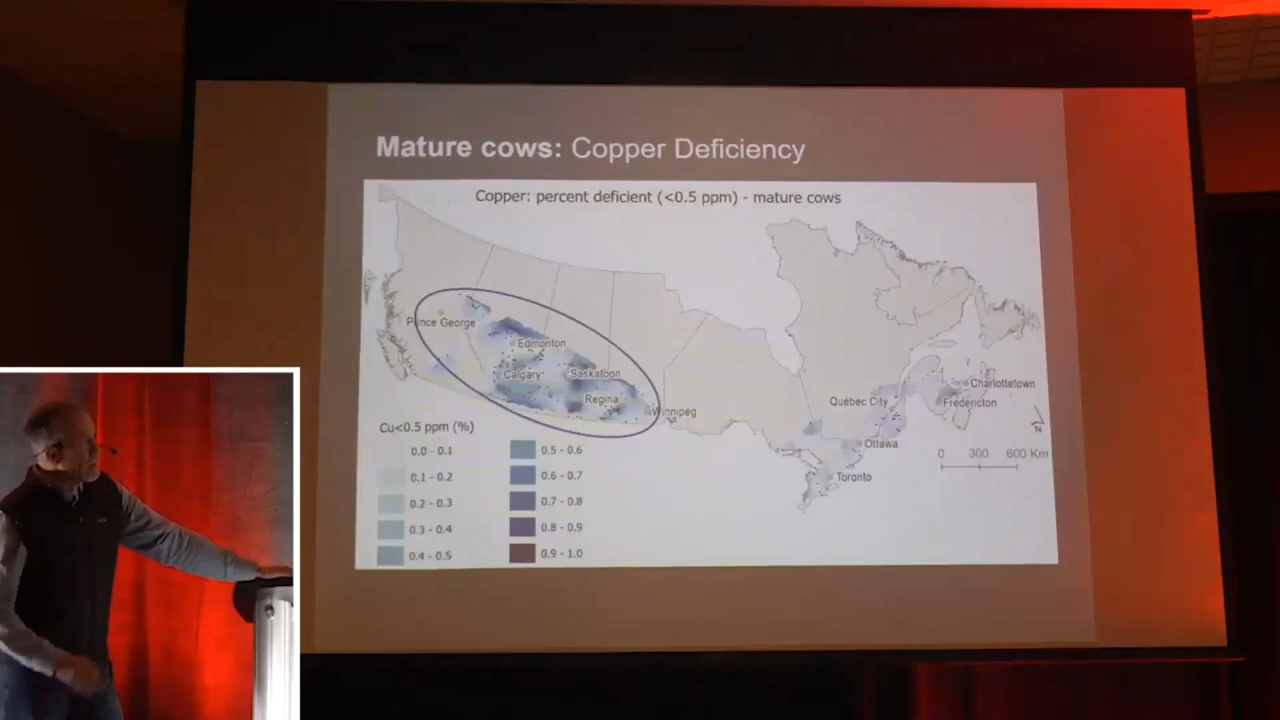 Mature cows: Copper Deficiency
Copper: percent deficient (<0.5 ppm) - mature cows
Prince George
Edmonton
Calgary
Saskatoon
Regina
Winnipeg
Québec City
Charlottetown
Fredericton
Ottawa
Toronto
N
0 300 600 Km
Cu<0.5 ppm (%)
0.0 - 0.1
0.1 - 0.2
0.2 - 0.3
0.3 - 0.4
0.4 - 0.5
0.5 - 0.6
0.6 - 0.7
0.7 - 0.8
0.8 - 0.9
0.9 - 1.0